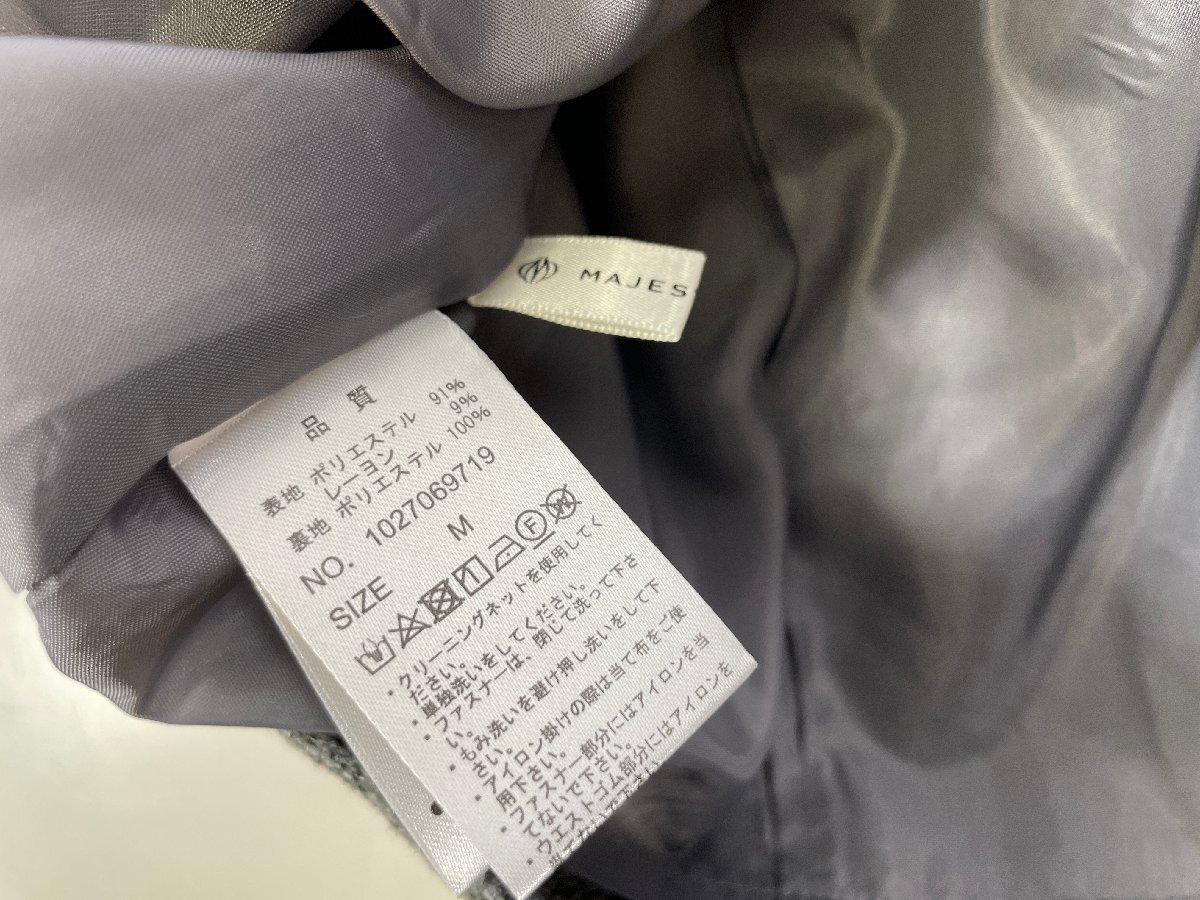 MAJES
品質
表地 ポリエステル 91%
レーヨン 9%
裏地 ポリエステル 100%
NO. 1027069719
SIZE M
・クリーニングネットを使用してく
ださい。
・単独洗いをしてください。
・ファスナーは、閉じて洗って下さ
い。
・もみ洗いを避け押し洗いをして下
さい。
・アイロン掛けの際は当て布をご使
用下さい。
・ファスナー部分にはアイロンを当
てないで下さい。
・ウエストゴム部分にはアイロンを